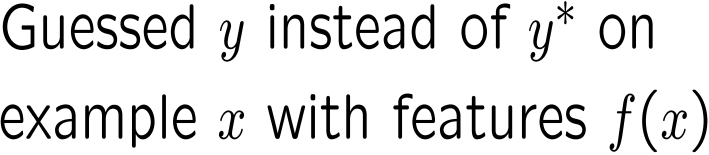 Guessed y instead of y* on
example x with features f(x)